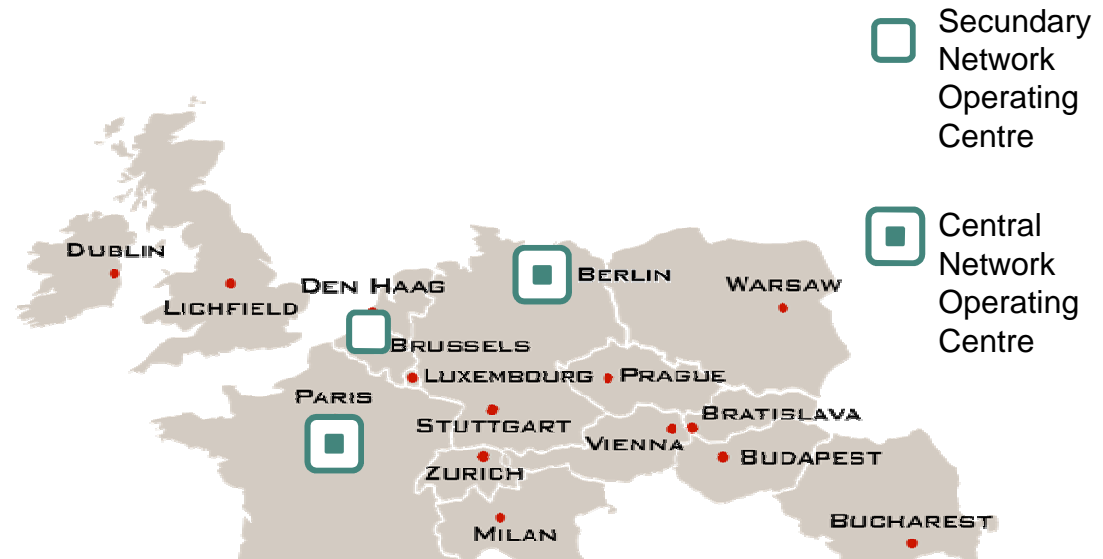 Secundary
Network
Operating
Centre
Central
Network
Operating
Centre
DUBLIN
LICHFIELD
DEN HAAG
BERLIN
WARSAW
BRUSSELS
LUXEMBOURG
PRAGUE
PARIS
STUTTGART
BRATISLAVA
VIENNA
BUDAPEST
ZURICH
MILAN
BUCHAREST